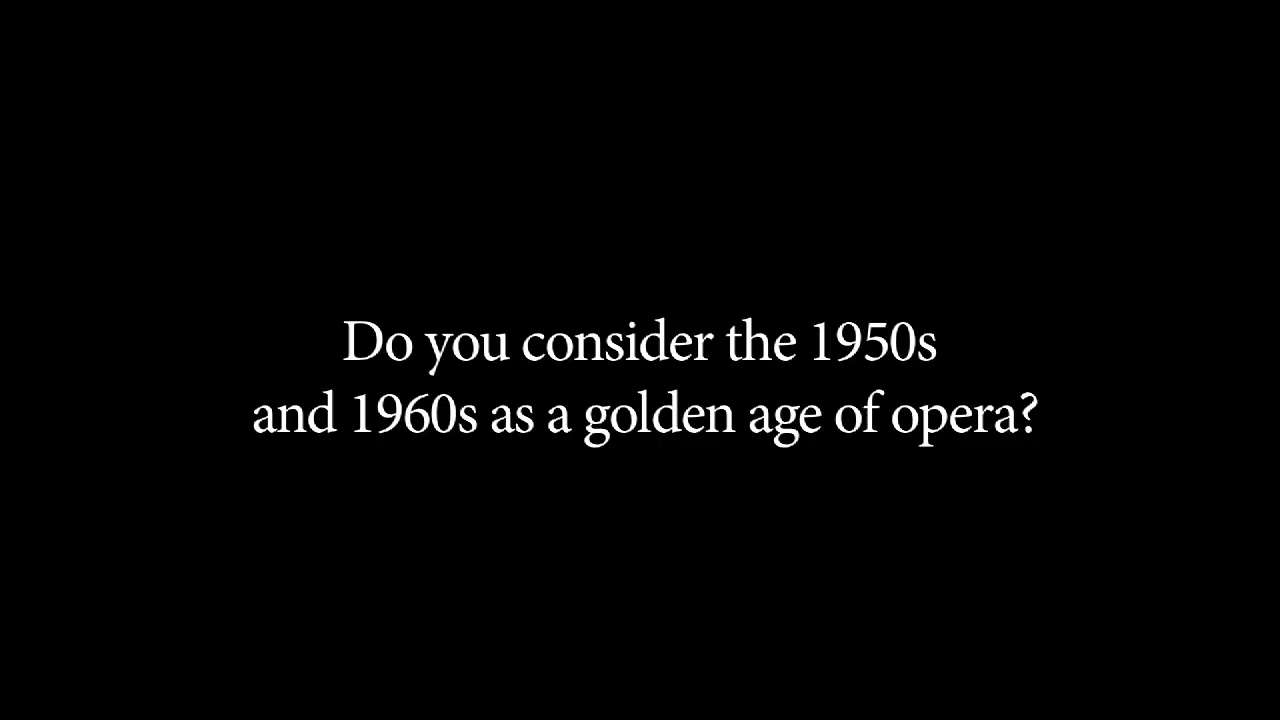 Do you consider the 1950s
and 1960s as a golden age of opera?